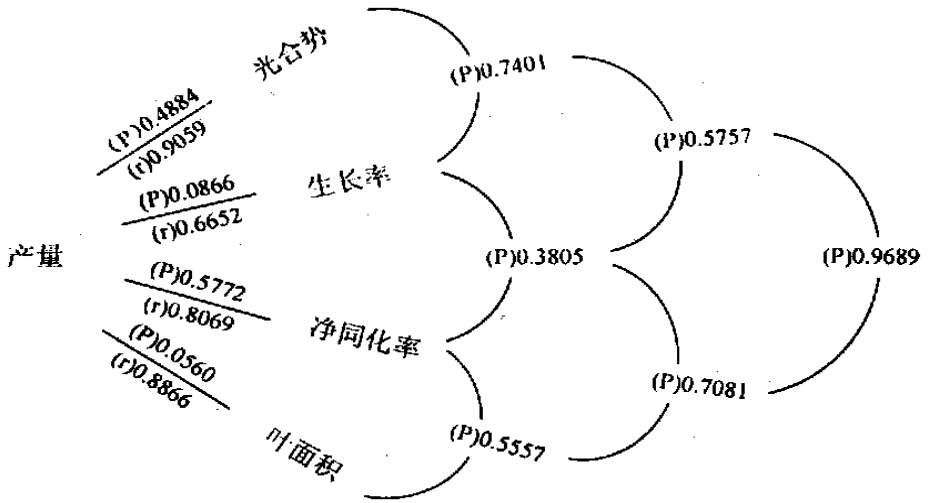 光合势
(P)0.7401
(P)0.4884
(r)0.9059
(P)0.5757
(P)0.0866
(r)0.6652
生长率
产量
(P)0.3805
(P)0.9689
(P)0.5772
(r)0.8069
净同化率
(P)0.0560
(r)0.8866
(P)0.7081
(P)0.5557
叶面积